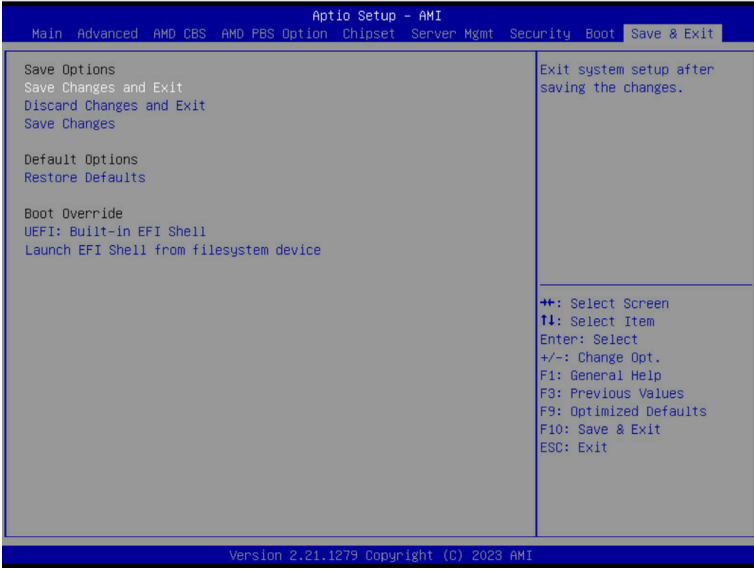 Aptio Setup – AMI
Main Advanced AMD CBS AMD PBS Option Chipset Server Mgmt Security Boot Save & Exit
Save Options
Save Changes and Exit
Discard Changes and Exit
Save Changes
Default Options
Restore Defaults
Boot Override
UEFI: Built-in EFI Shell
Launch EFI Shell from filesystem device
Exit system setup after
saving the changes.
→←: Select Screen
↑↓: Select Item
Enter: Select
+/-: Change Opt.
F1: General Help
F3: Previous Values
F9: Optimized Defaults
F10: Save & Exit
ESC: Exit
Version 2.21.1279 Copyright (C) 2023 AMI